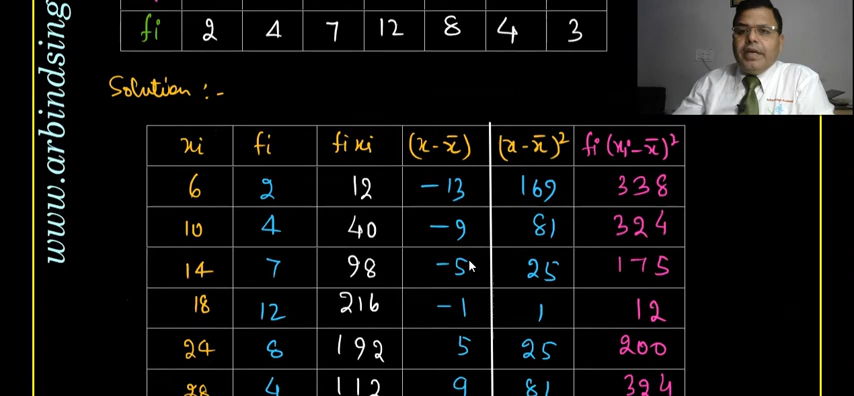 www.arbindsing
fi 2 4 7 12 8 4 3
Solution :-
xi fi fixi (x-x̄) (x-x̄)² fi(xi-x̄)²
6 2 12 -13 169 338
10 4 40 -9 81 324
14 7 98 -5 25 175
18 12 216 -1 1 12
24 8 192 5 25 200
28 4 112 9 81 324